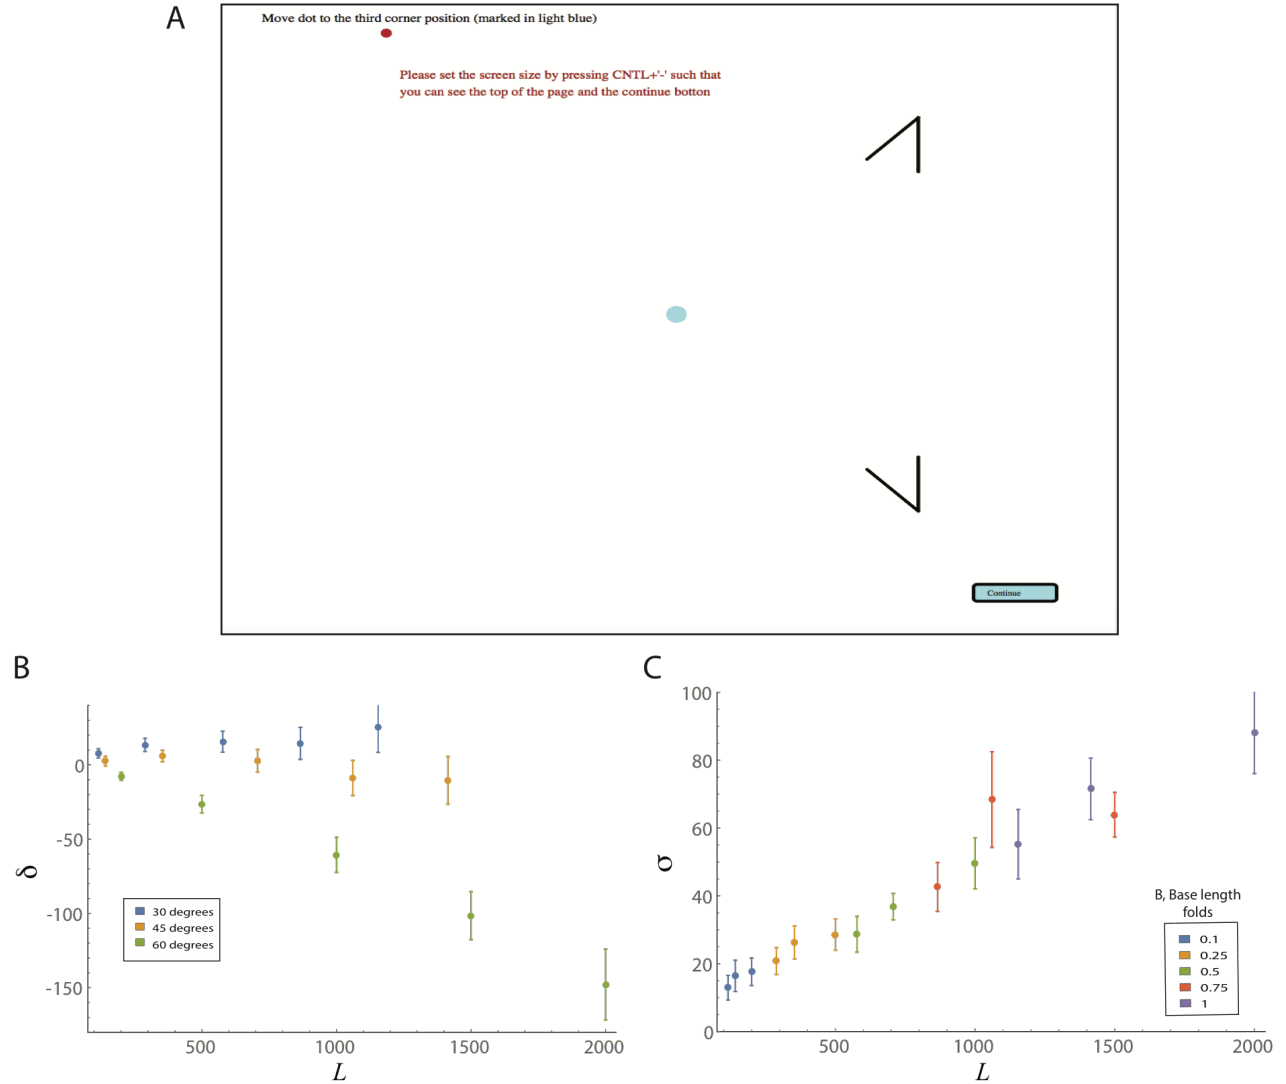 A
Move dot to the third corner position (marked in light blue)
Please set the screen size by pressing CNTL+'-' such that
you can see the top of the page and the continue botton
Continue
B
0
-50
-100
-150
δ
30 degrees
45 degrees
60 degrees
500
1000
1500
2000
L
C
100
80
60
40
20
0
σ
B, Base length
folds
0.1
0.25
0.5
0.75
1
500
1000
1500
2000
L